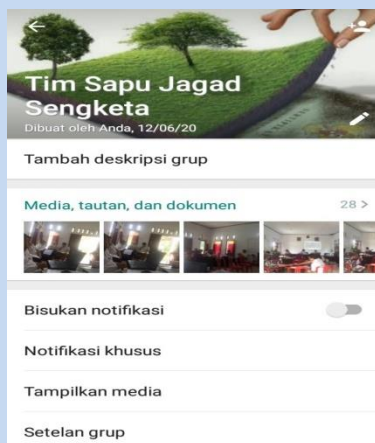 Tim Sapu Jagad
Sengketa
Dibuat oleh Anda, 12/06/20
Tambah deskripsi grup
Media, tautan, dan dokumen 28 >
Bisukan notifikasi
Notifikasi khusus
Tampilkan media
Setelan grup